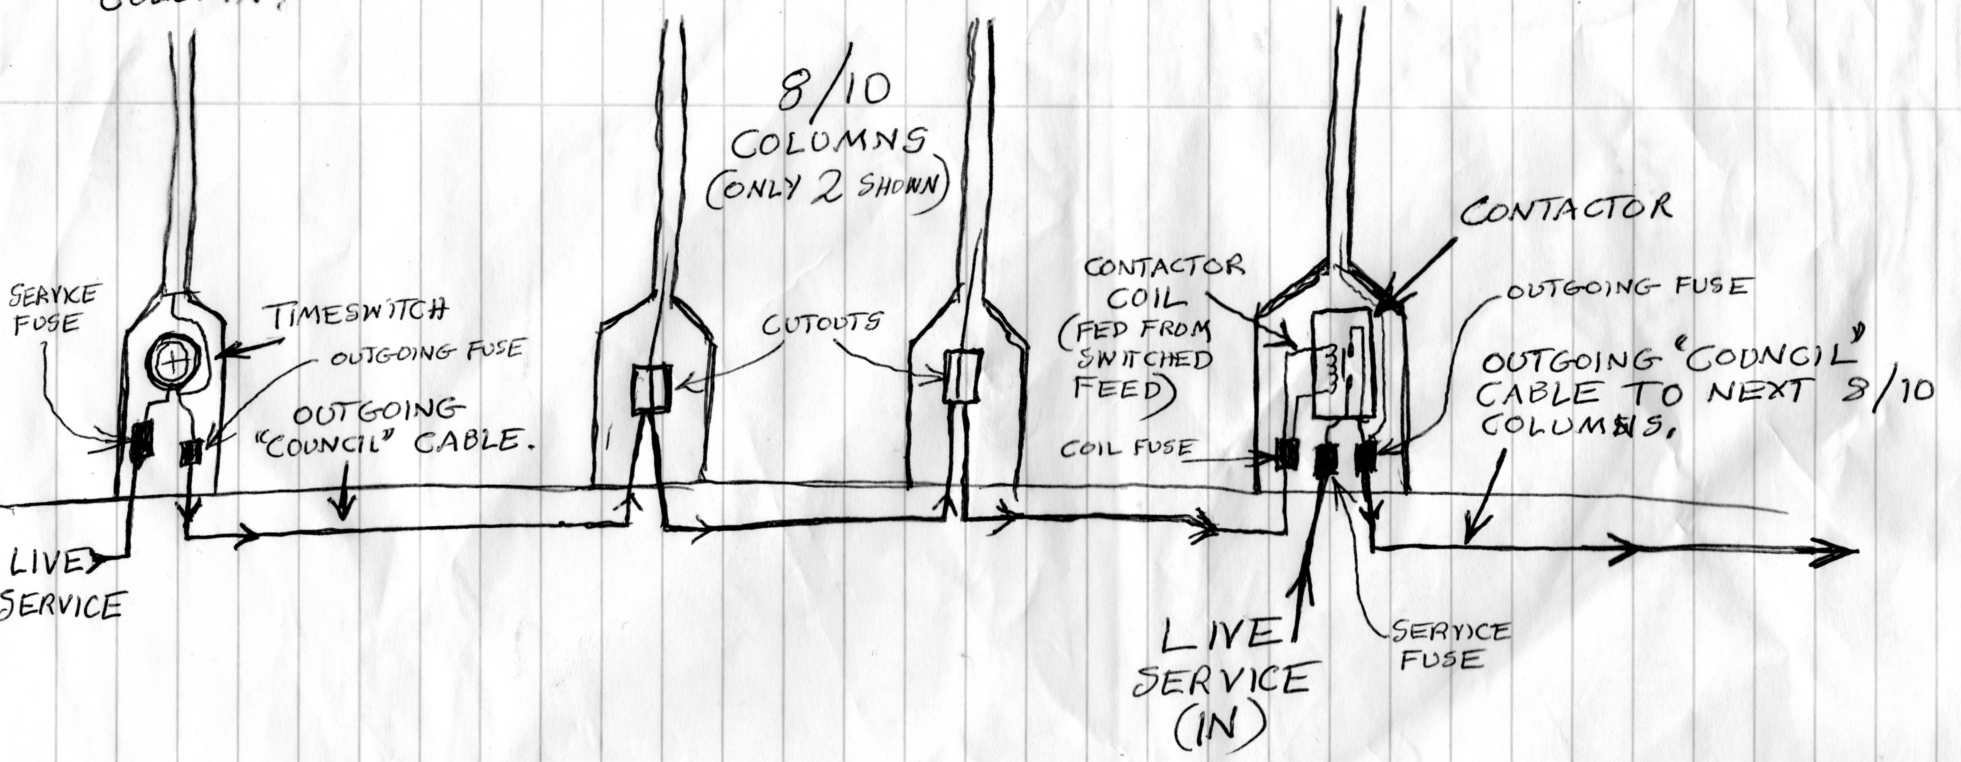 COLUMN.
SERVICE
FUSE
TIMESWITCH
OUTGOING FUSE
OUTGOING
"COUNCIL" CABLE.
LIVE
SERVICE
8/10
COLUMNS
(ONLY 2 SHOWN)
CUTOUTS
CONTACTOR
COIL
(FED FROM
SWITCHED
FEED)
COIL FUSE
CONTACTOR
OUTGOING FUSE
OUTGOING "COUNCIL"
CABLE TO NEXT 8/10
COLUMNS.
LIVE
SERVICE
(IN)
SERVICE
FUSE